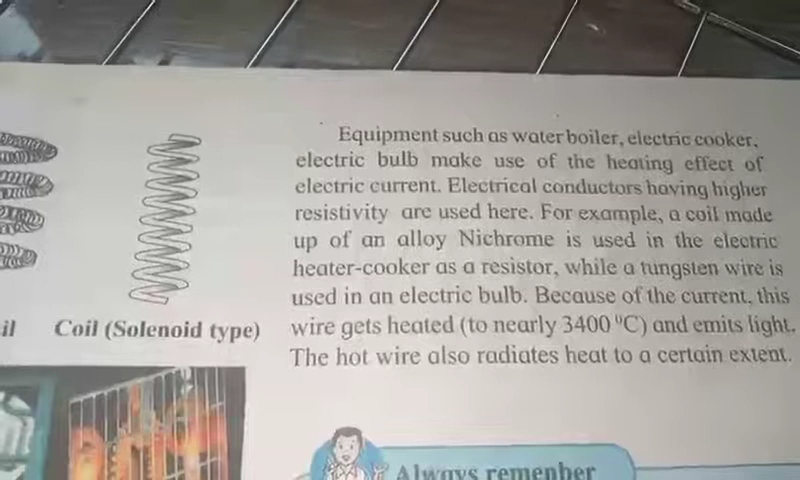 Equipment such as water boiler, electric cooker,
electric bulb make use of the heating effect of
electric current. Electrical conductors having higher
resistivity are used here. For example, a coil made
up of an alloy Nichrome is used in the electric
heater-cooker as a resistor, while a tungsten wire is
used in an electric bulb. Because of the current, this
wire gets heated (to nearly 3400 ⁰C) and emits light.
The hot wire also radiates heat to a certain extent.
il
Coil (Solenoid type)
Always remenber